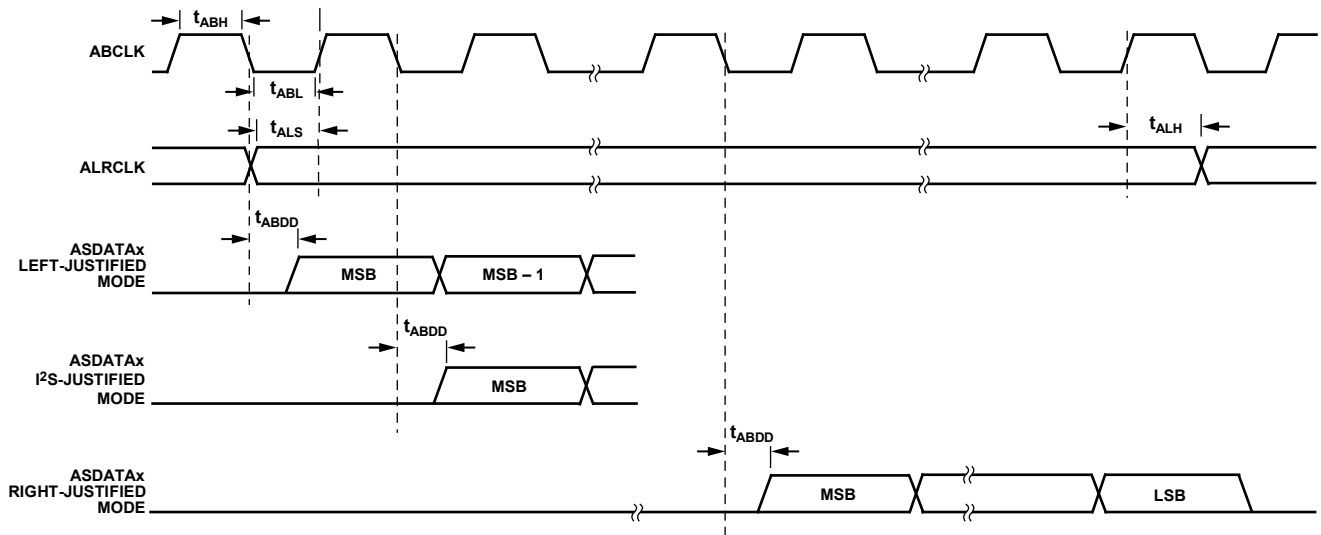 tABH
ABCLK
tABL
tALS
tALH
ALRCLK
tABDD
ASDATAx
LEFT-JUSTIFIED
MODE
MSB
MSB – 1
tABDD
ASDATAx
I2S-JUSTIFIED
MODE
MSB
tABDD
ASDATAx
RIGHT-JUSTIFIED
MODE
MSB
LSB